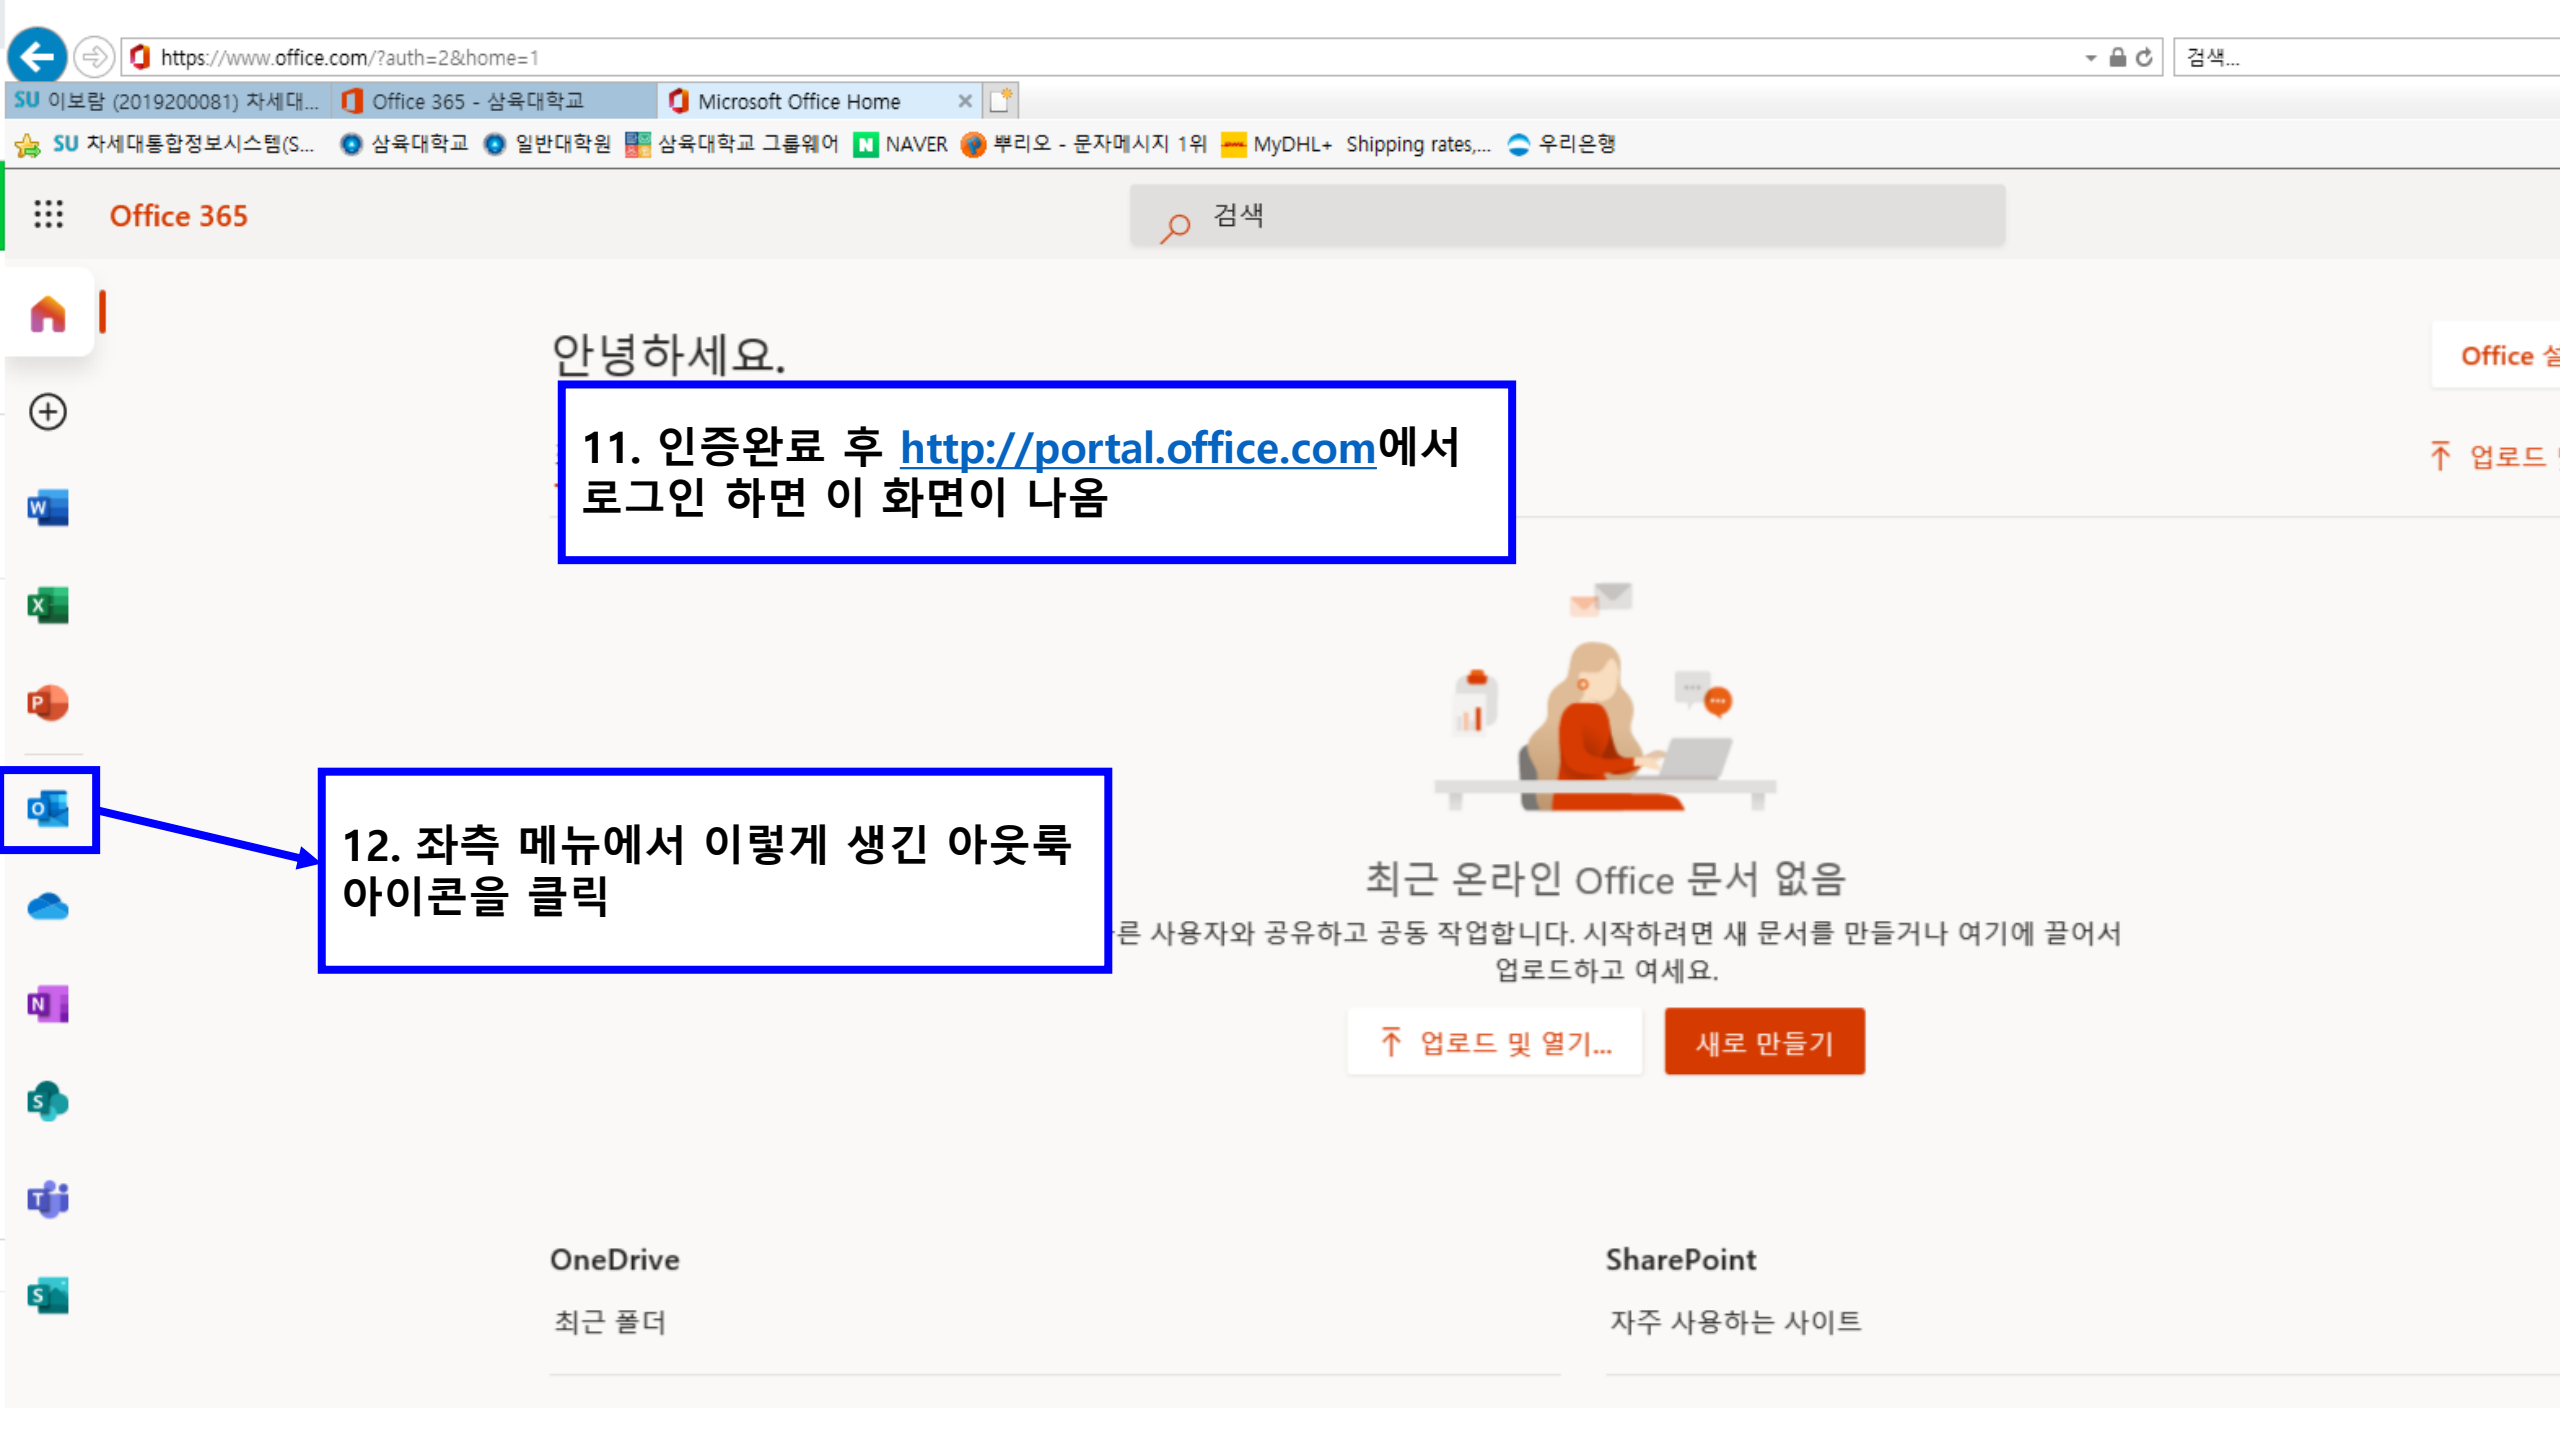 https://www.office.com/?auth=2&home=1
검색...
SU 이보람 (2019200081) 차세대...
Office 365 - 삼육대학교
Microsoft Office Home
SU 차세대통합정보시스템(S...
삼육대학교
일반대학원
삼육대학교 그룹웨어
NAVER
뿌리오 - 문자메시지 1위
MyDHL+ Shipping rates,...
우리은행
Office 365
검색
안녕하세요.
Office
업로드
11. 인증완료 후 http://portal.office.com에서
로그인 하면 이 화면이 나옴
12. 좌측 메뉴에서 이렇게 생긴 아웃룩
아이콘을 클릭
최근 온라인 Office 문서 없음
사용자와 공유하고 공동 작업합니다. 시작하려면 새 문서를 만들거나 여기에 끌어서
업로드하고 여세요.
업로드 및 열기...
새로 만들기
OneDrive
SharePoint
최근 폴더
자주 사용하는 사이트